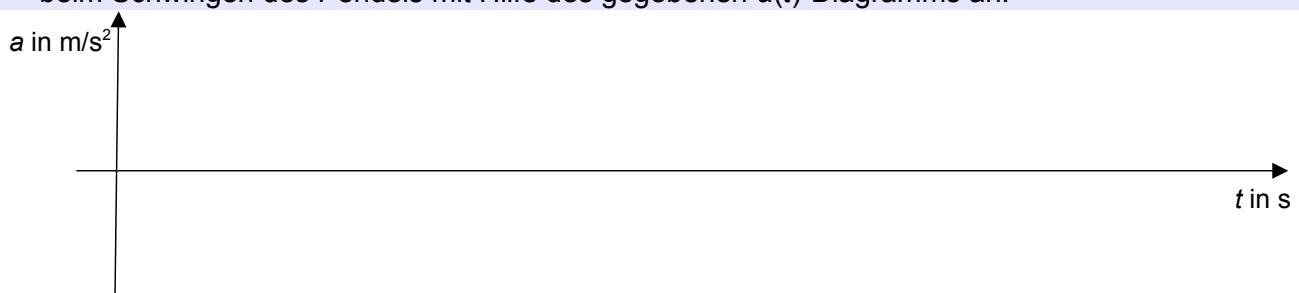 beim Schwingen des Pendels mit Hilfe des gegebenen a(t)-Diagramms an.
a in m/s²
t in s